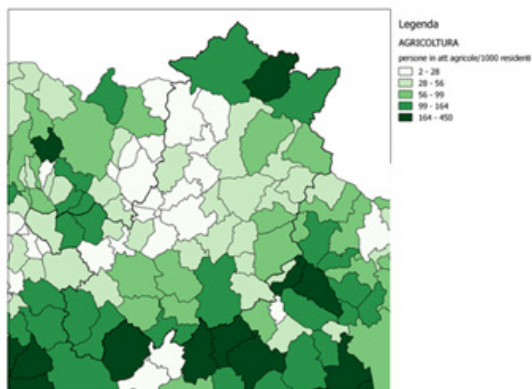 Legenda
AGRICOLTURA
persone in att agricole/1000 residenti
2 - 28
28 - 56
56 - 99
99 - 164
164 - 450